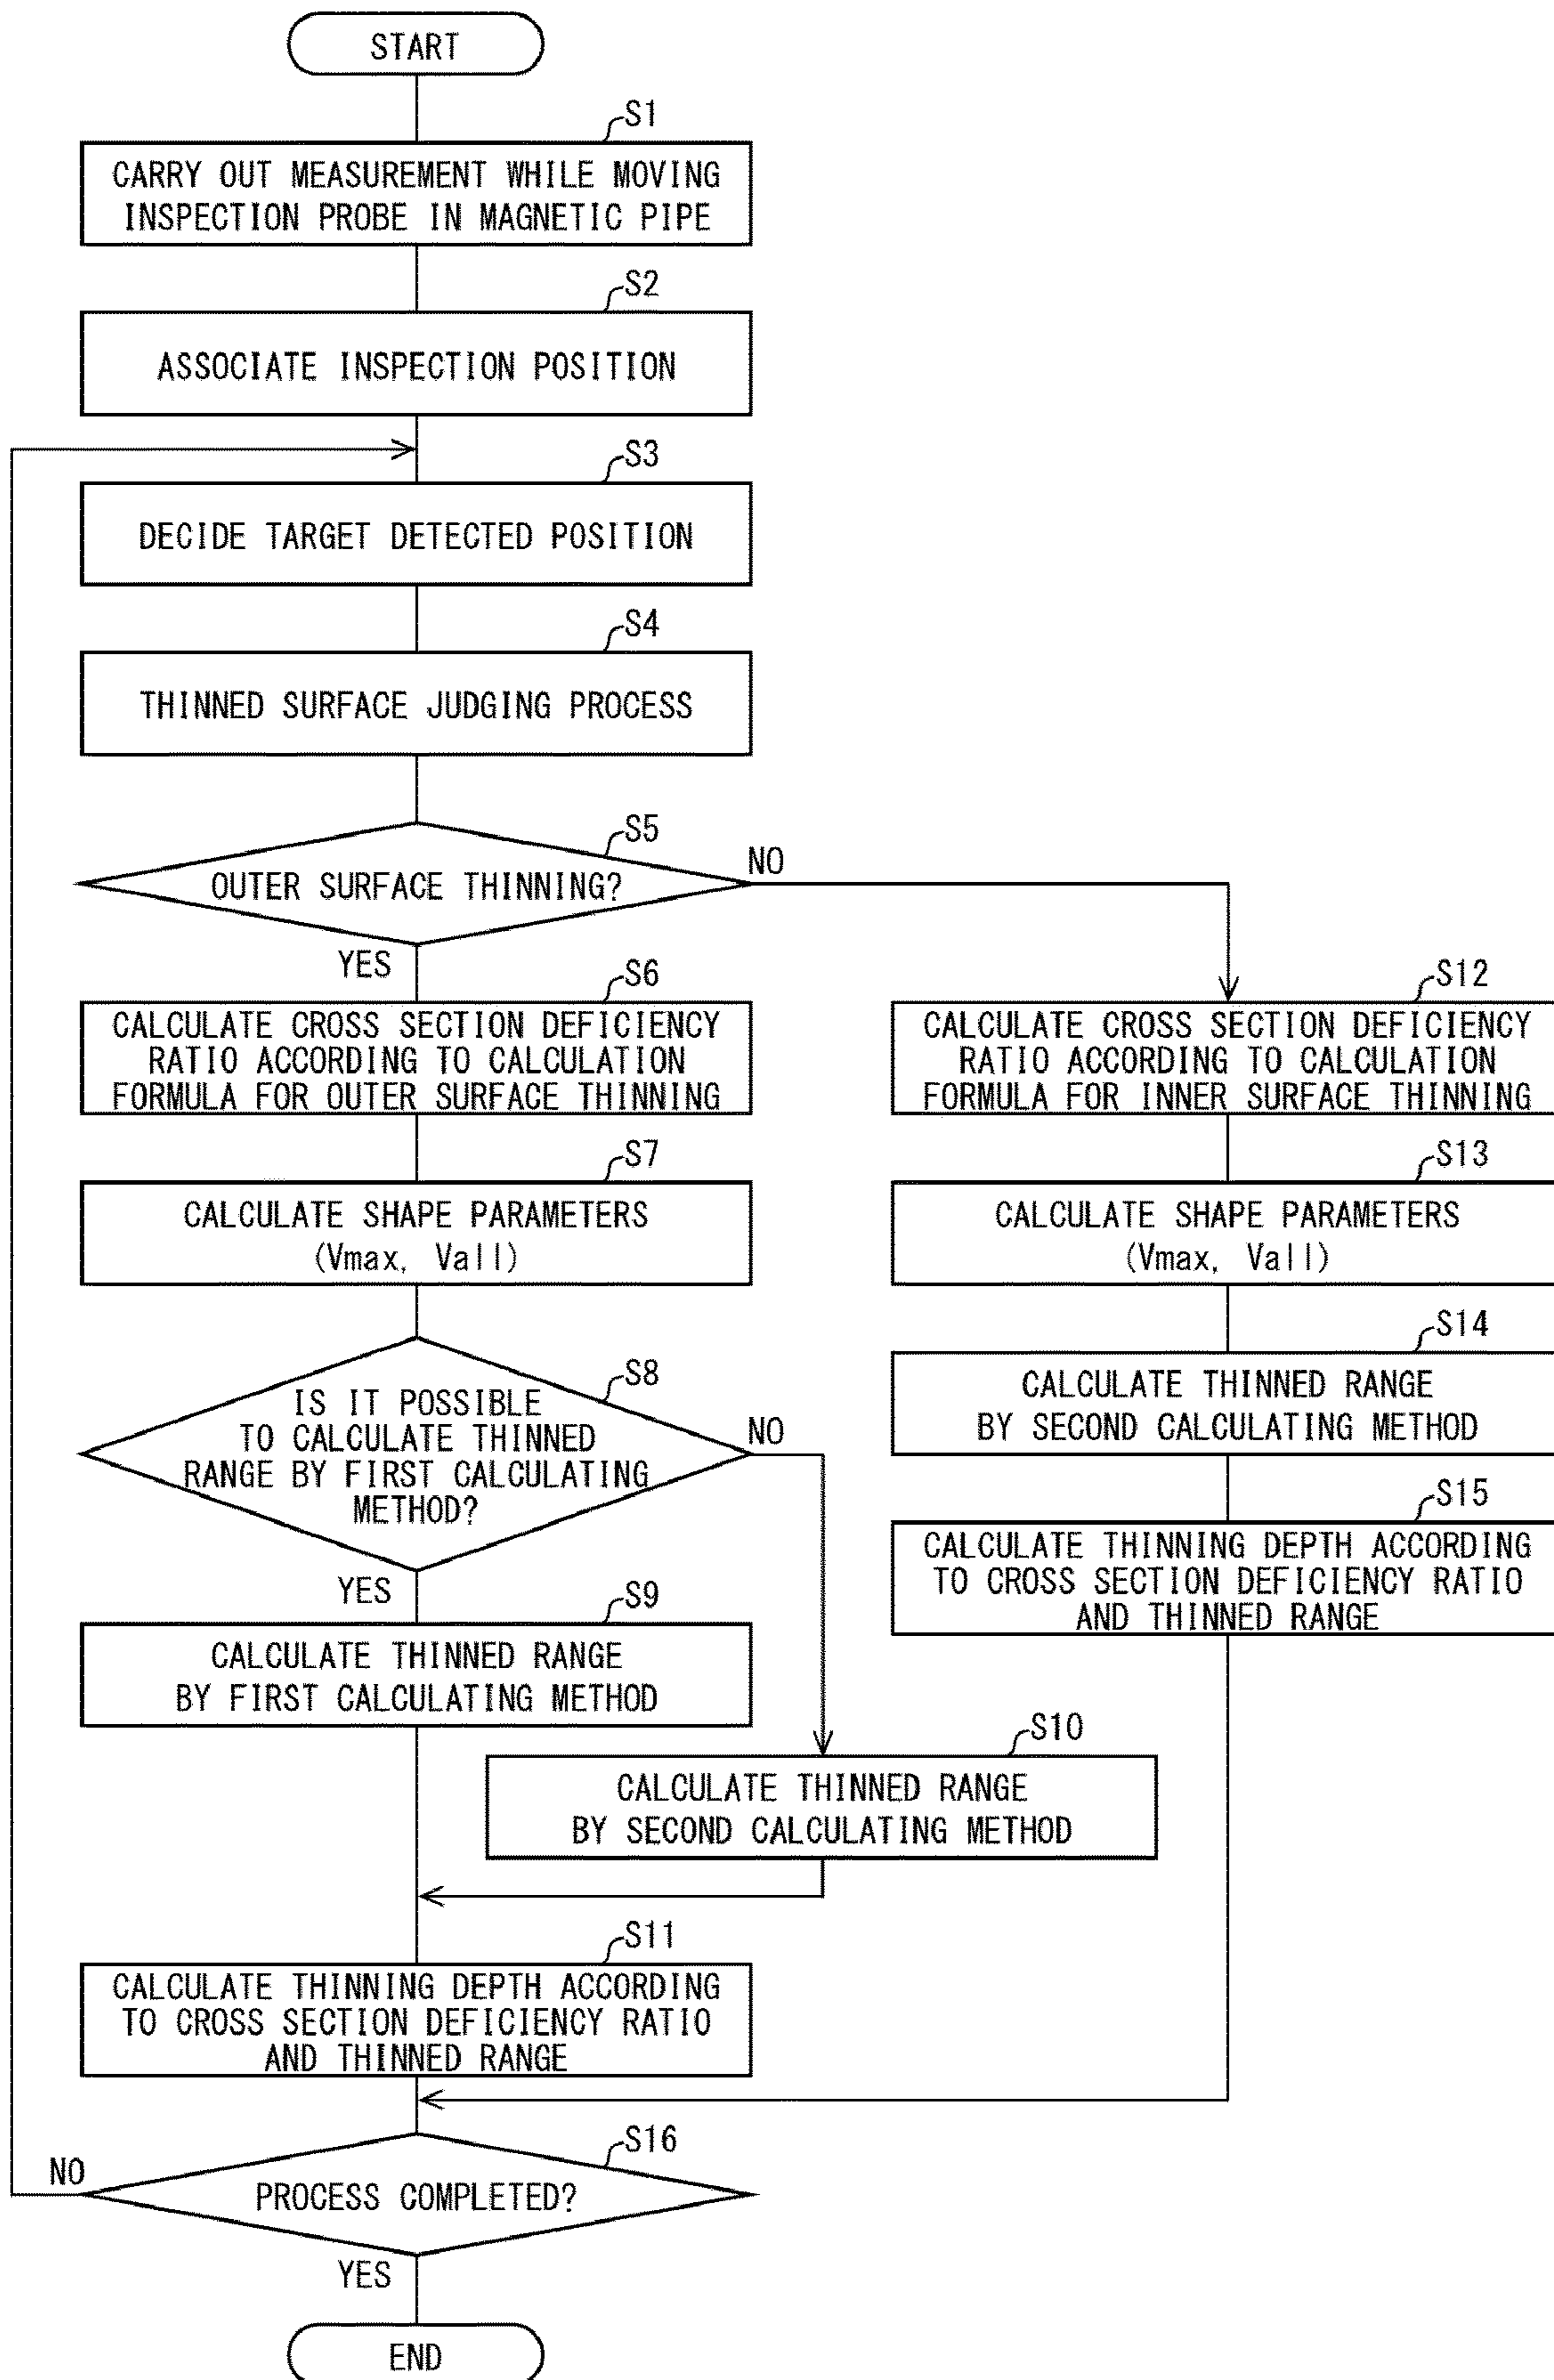 START
S1
CARRY OUT MEASUREMENT WHILE MOVING
INSPECTION PROBE IN MAGNETIC PIPE
S2
ASSOCIATE INSPECTION POSITION
S3
DECIDE TARGET DETECTED POSITION
S4
THINNED SURFACE JUDGING PROCESS
S5
OUTER SURFACE THINNING?
NO
YES
S6
CALCULATE CROSS SECTION DEFICIENCY
RATIO ACCORDING TO CALCULATION
FORMULA FOR OUTER SURFACE THINNING
S12
CALCULATE CROSS SECTION DEFICIENCY
RATIO ACCORDING TO CALCULATION
FORMULA FOR INNER SURFACE THINNING
S7
CALCULATE SHAPE PARAMETERS
(Vmax, Vall)
S13
CALCULATE SHAPE PARAMETERS
(Vmax, Vall)
S8
IS IT POSSIBLE
TO CALCULATE THINNED
RANGE BY FIRST CALCULATING
METHOD?
NO
YES
S14
CALCULATE THINNED RANGE
BY SECOND CALCULATING METHOD
S15
CALCULATE THINNING DEPTH ACCORDING
TO CROSS SECTION DEFICIENCY RATIO
AND THINNED RANGE
S9
CALCULATE THINNED RANGE
BY FIRST CALCULATING METHOD
S10
CALCULATE THINNED RANGE
BY SECOND CALCULATING METHOD
S11
CALCULATE THINNING DEPTH ACCORDING
TO CROSS SECTION DEFICIENCY RATIO
AND THINNED RANGE
S16
NO
PROCESS COMPLETED?
YES
END